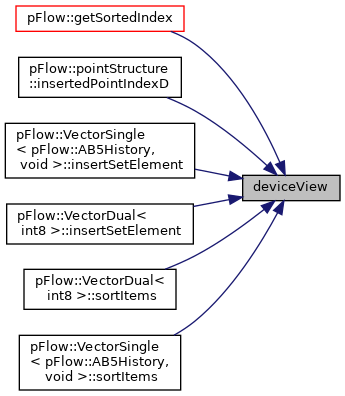 pFlow::getSortedIndex
pFlow::pointStructure
::insertedPointIndexD
pFlow::VectorSingle
< pFlow::AB5History,
void >::insertSetElement
deviceView
pFlow::VectorDual<
int8 >::insertSetElement
pFlow::VectorDual<
int8 >::sortItems
pFlow::VectorSingle
< pFlow::AB5History,
void >::sortItems